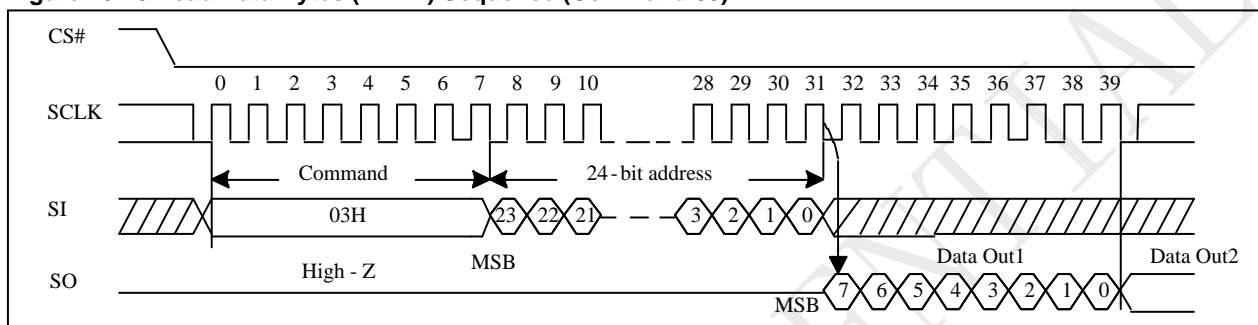 CS#
0 1 2 3 4 5 6 7 8 9 10 28 29 30 31 32 33 34 35 36 37 38 39
SCLK
Command 24-bit address
SI 03H 23 22 21 3 2 1 0
High - Z MSB Data Out1 Data Out2
SO MSB 7 6 5 4 3 2 1 0